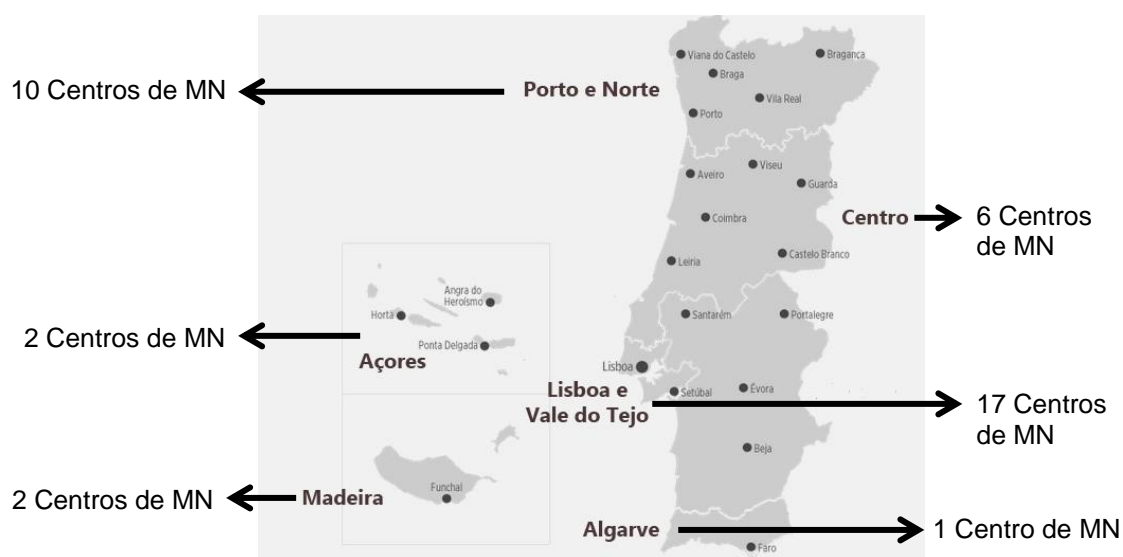 Viana do Castelo
Bragança
Braga
10 Centros de MN
Porto e Norte
Vila Real
Porto
Viseu
Aveiro
Guarda
Coimbra
Centro
6 Centros
de MN
Castelo Branco
Leiria
Angra do
Heroísmo
Horta
Santarém
Portalegre
2 Centros de MN
Ponta Delgada
Açores
Lisboa
Lisboa e
Vale do Tejo
Setúbal
Évora
17 Centros
de MN
Beja
Funchal
2 Centros de MN
Madeira
Algarve
1 Centro de MN
Faro